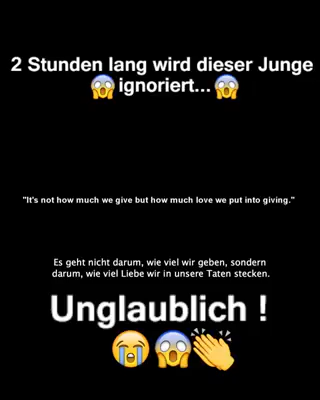 2 Stunden lang wird dieser Junge
😱ignoriert...😱
"It's not how much we give but how much love we put into giving."
Es geht nicht darum, wie viel wir geben, sondern
darum, wie viel Liebe wir in unsere Taten stecken.
Unglaublich !
😭😱👏